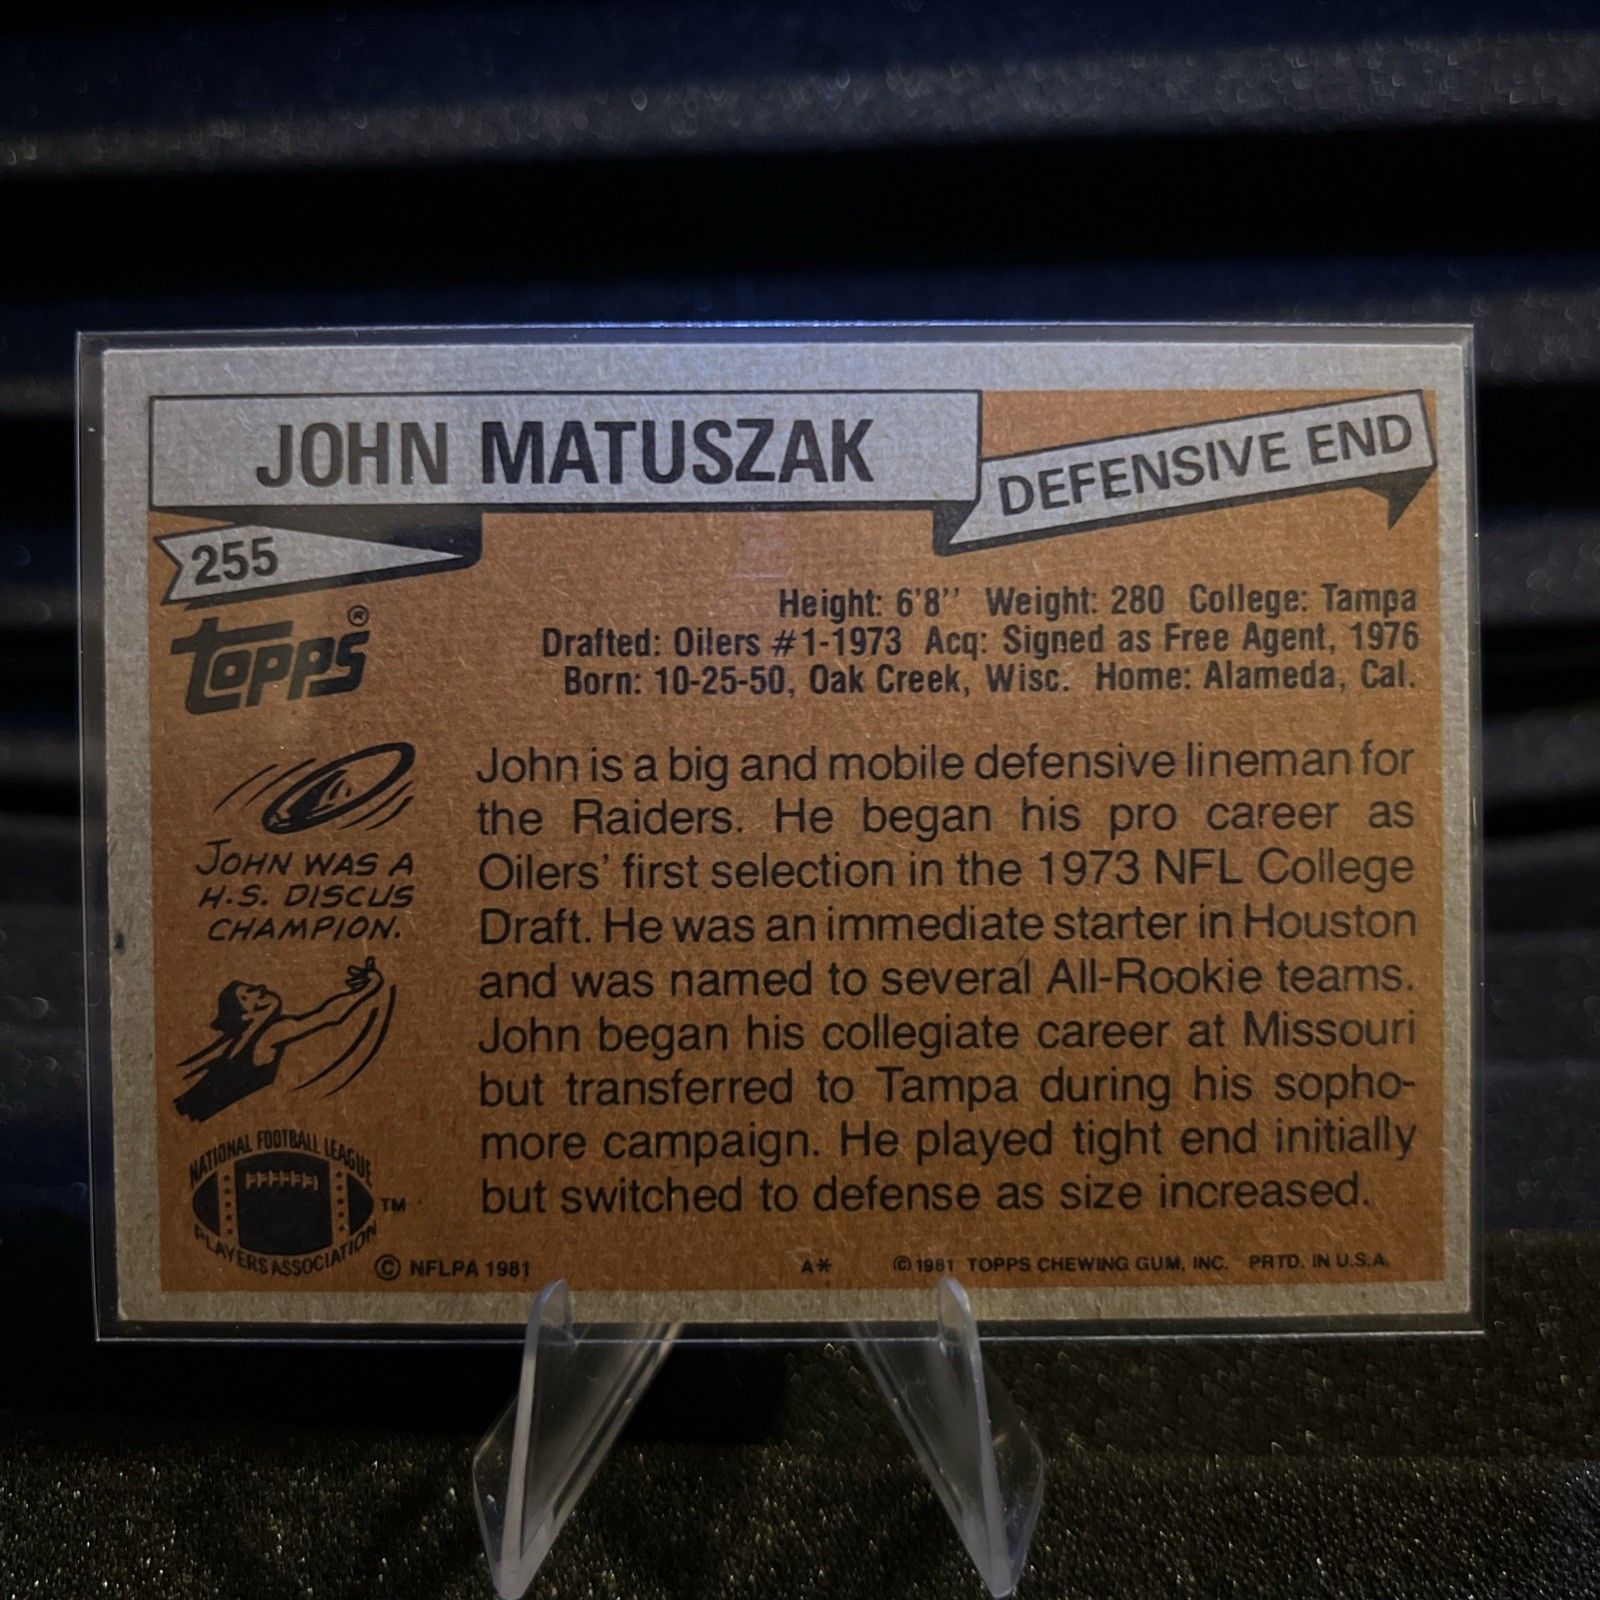 JOHN MATUSZAK
DEFENSIVE END
255
TOPPS®
Height: 6'8'' Weight: 280 College: Tampa
Drafted: Oilers #1-1973 Acq: Signed as Free Agent, 1976
Born: 10-25-50, Oak Creek, Wisc. Home: Alameda, Cal.
JOHN WAS A
H.S. DISCUS
CHAMPION.
John is a big and mobile defensive lineman for
the Raiders. He began his pro career as
Oilers' first selection in the 1973 NFL College
Draft. He was an immediate starter in Houston
and was named to several All-Rookie teams.
John began his collegiate career at Missouri
but transferred to Tampa during his sopho-
more campaign. He played tight end initially
but switched to defense as size increased.
NATIONAL FOOTBALL LEAGUE
PLAYERS ASSOCIATION
TM
© NFLPA 1981
A*
© 1981 TOPPS CHEWING GUM, INC. PRTD. IN U.S.A.